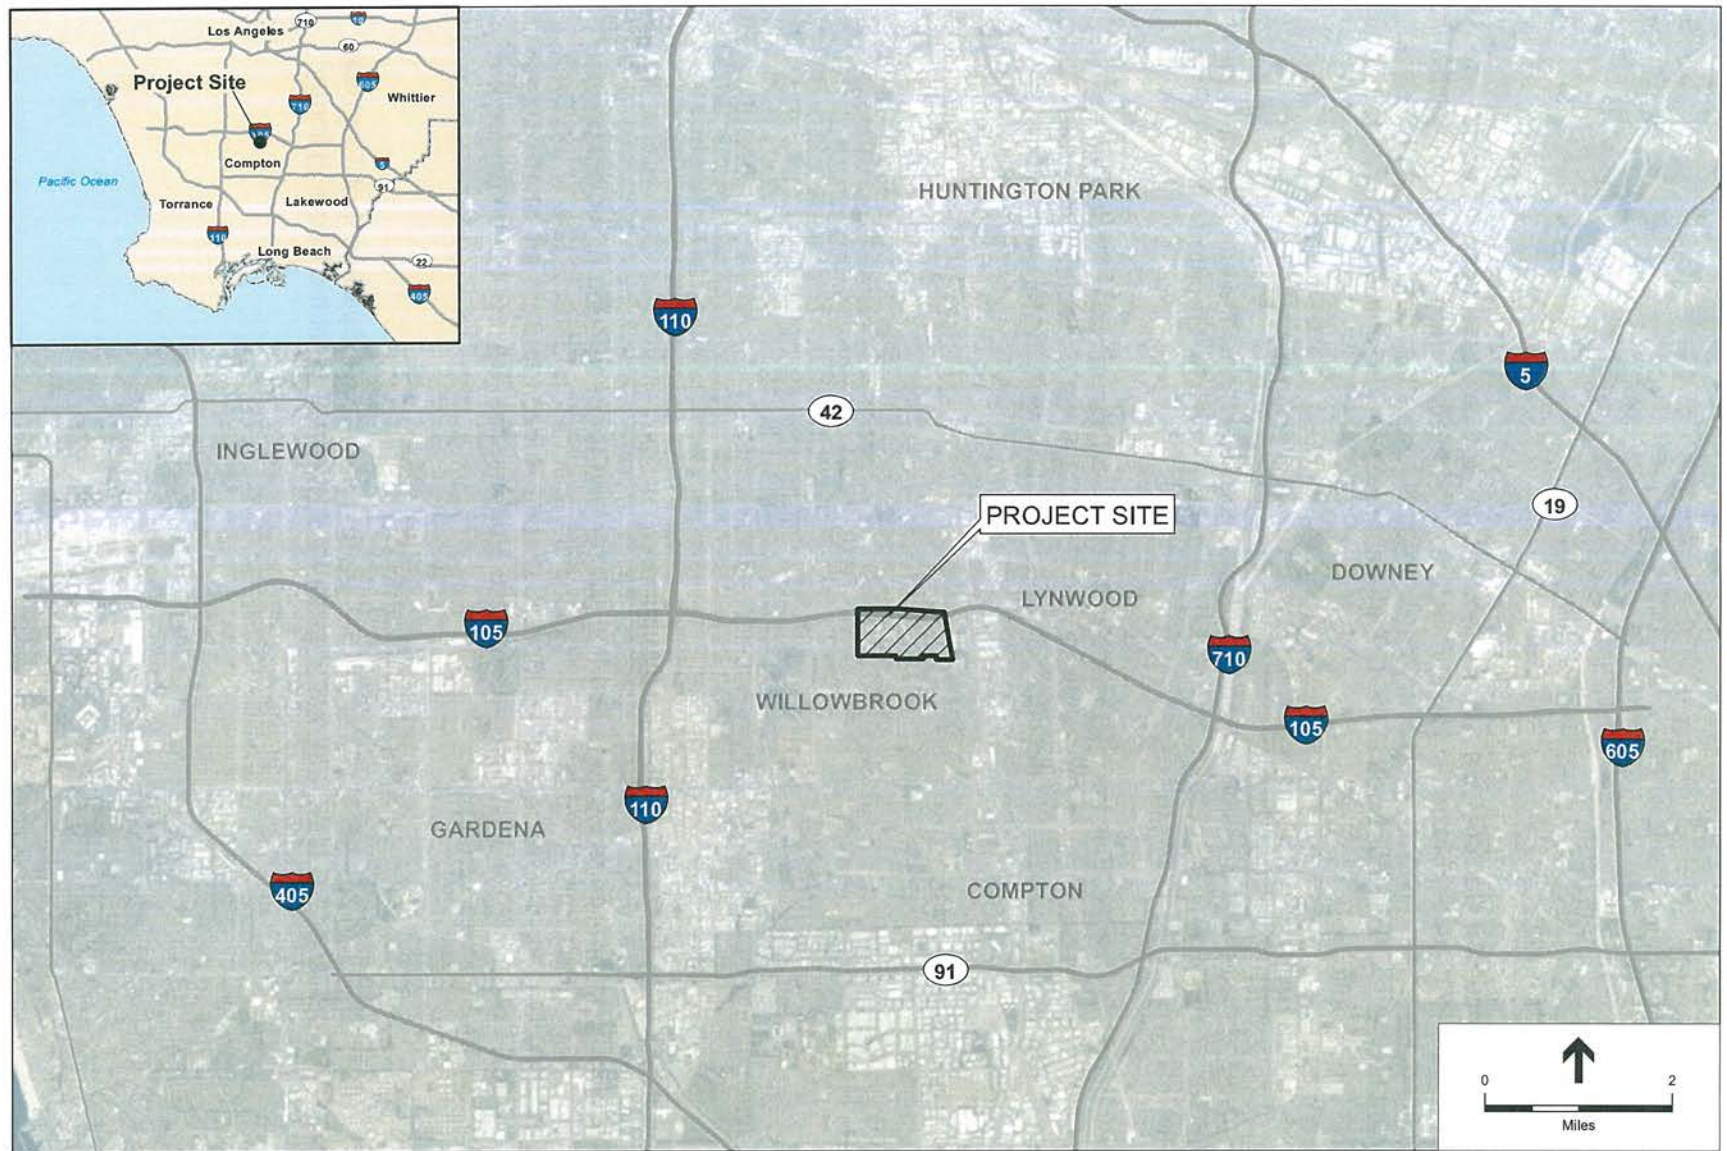 10
710
Los Angeles
60
Project Site
605
Whittier
710
105
Compton
5
Pacific Ocean
91
Torrance
Lakewood
110
Long Beach
22
405
HUNTINGTON PARK
110
5
42
INGLEWOOD
19
PROJECT SITE
DOWNEY
LYNWOOD
105
710
WILLOWBROOK
105
605
110
GARDENA
405
COMPTON
91
0 2
Miles